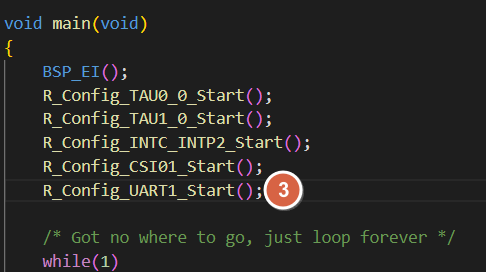 void main(void)
{
BSP_EI();
R_Config_TAU0_0_Start();
R_Config_TAU1_0_Start();
R_Config_INTC_INTP2_Start();
R_Config_CSI01_Start();
R_Config_UART1_Start(); 3
/* Got no where to go, just loop forever */
while(1)